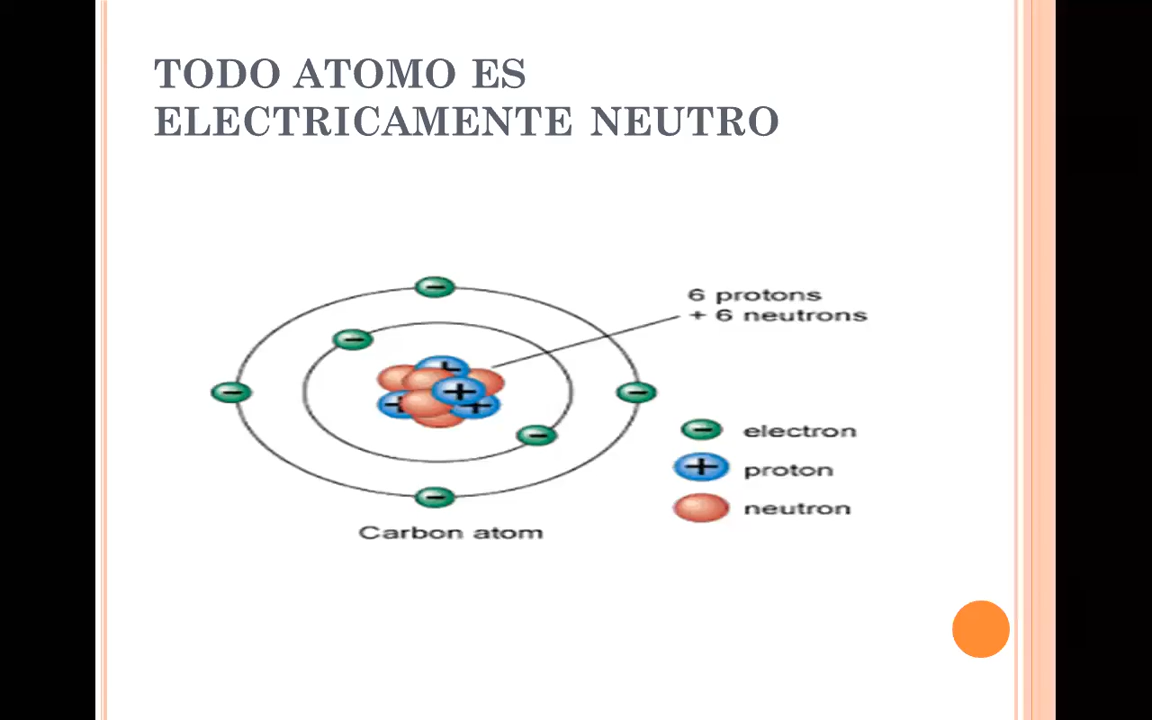 TODO ATOMO ES
ELECTRICAMENTE NEUTRO
6 protons
+ 6 neutrons
electron
proton
neutron
Carbon atom